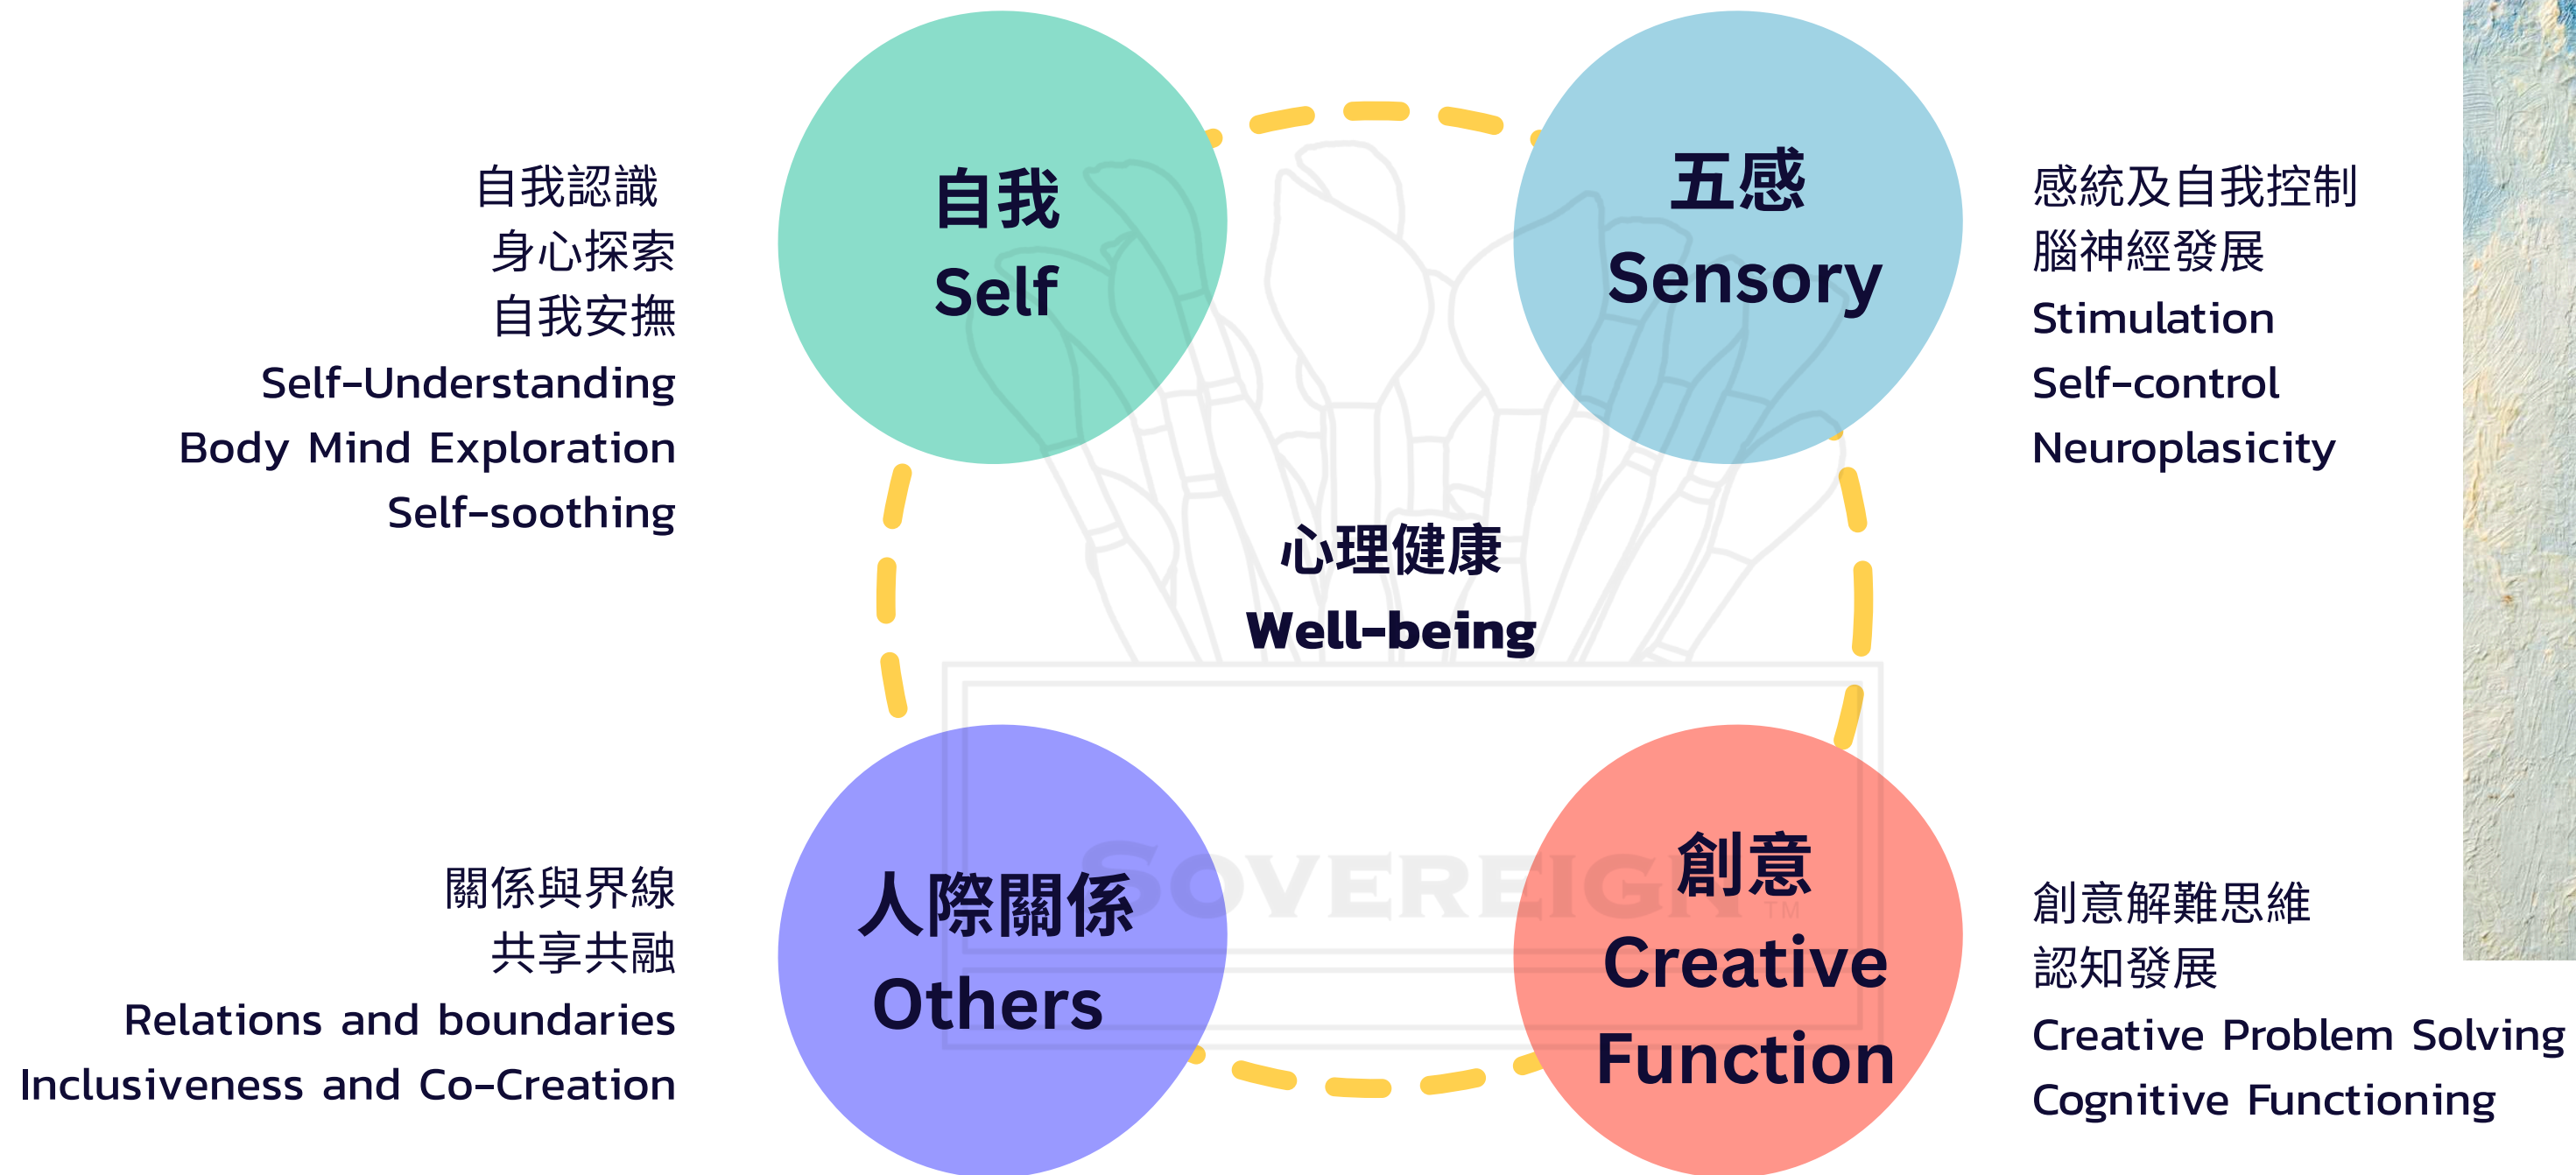 自我認識
身心探索
自我安撫
Self-Understanding
Body Mind Exploration
Self-soothing
自我
Self
五感
Sensory
感統及自我控制
腦神經發展
Stimulation
Self-control
Neuroplasicity
心理健康
Well-being
關係與界線
共享共融
Relations and boundaries
Inclusiveness and Co-Creation
人際關係
Others
SOVEREIGN™
創意
Creative
Function
創意解難思維
認知發展
Creative Problem Solving
Cognitive Functioning